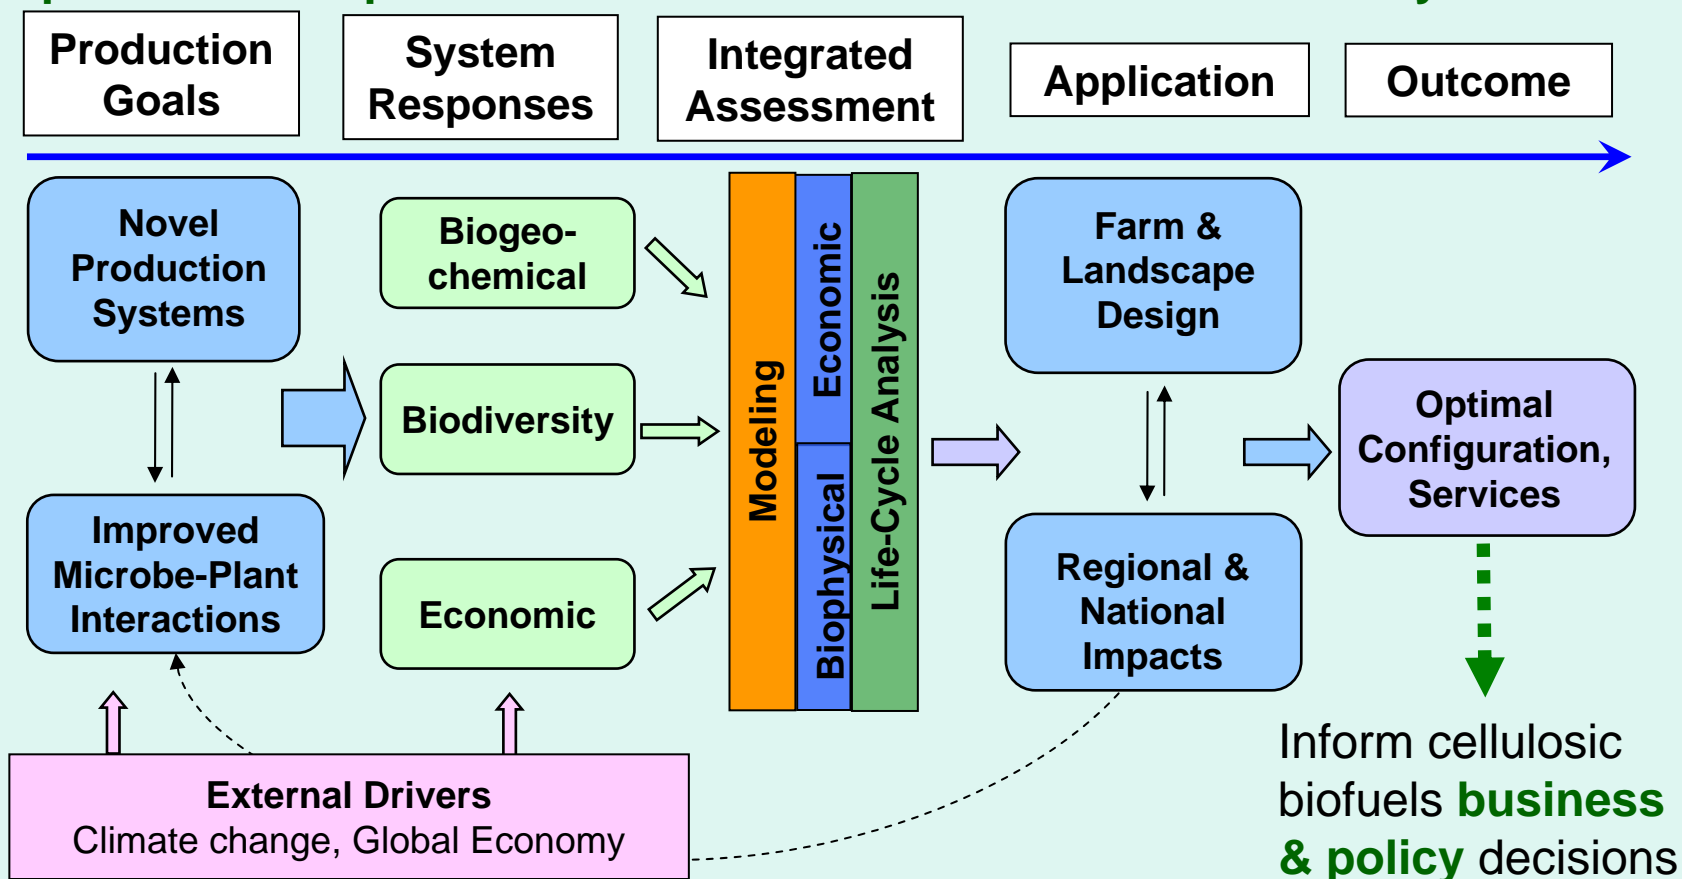 Production
Goals
System
Responses
Integrated
Assessment
Application
Outcome
Novel
Production
Systems
Improved
Microbe-Plant
Interactions
Biogeo-
chemical
Biodiversity
Economic
Modeling
Economic
Biophysical
Life-Cycle Analysis
Farm &
Landscape
Design
Regional &
National
Impacts
Optimal
Configuration,
Services
External Drivers
Climate change, Global Economy
Inform cellulosic
biofuels business
& policy decisions